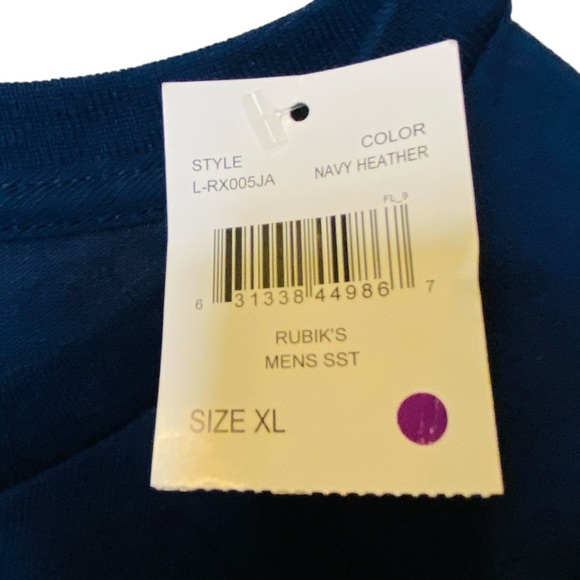 STYLE
L-RX005JA
COLOR
NAVY HEATHER
FL_9
6 31338 44986 7
RUBIK'S
MENS SST
SIZE XL